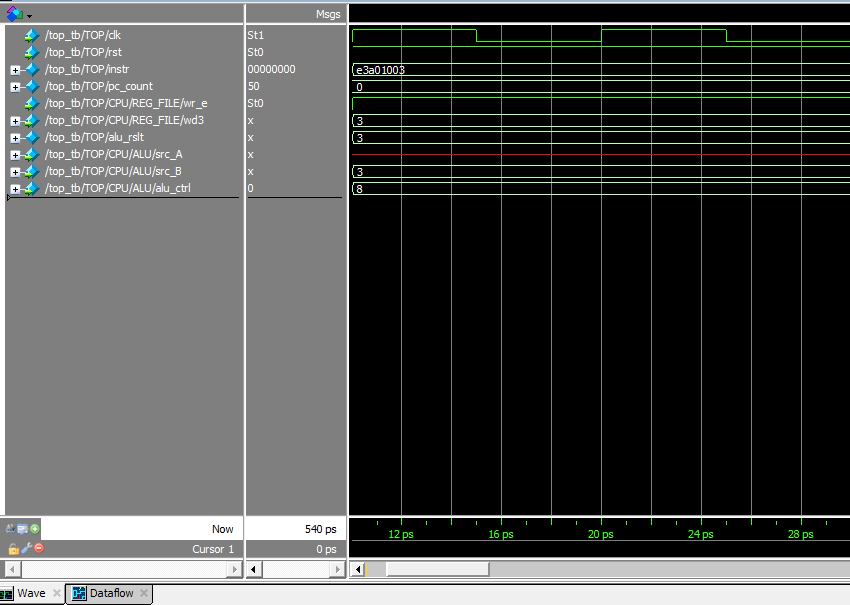 Msgs
/top_tb/TOP/clk St1
/top_tb/TOP/rst St0
/top_tb/TOP/instr 00000000 e3a01003
/top_tb/TOP/pc_count 50 0
/top_tb/TOP/CPU/REG_FILE/wr_e St0
/top_tb/TOP/CPU/REG_FILE/wd3 x 3
/top_tb/TOP/alu_rslt x 3
/top_tb/TOP/CPU/ALU/src_A x
/top_tb/TOP/CPU/ALU/src_B x 3
/top_tb/TOP/CPU/ALU/alu_ctrl 0 8
Now 540 ps 12 ps 16 ps 20 ps 24 ps 28 ps
Cursor 1 0 ps
Wave Dataflow